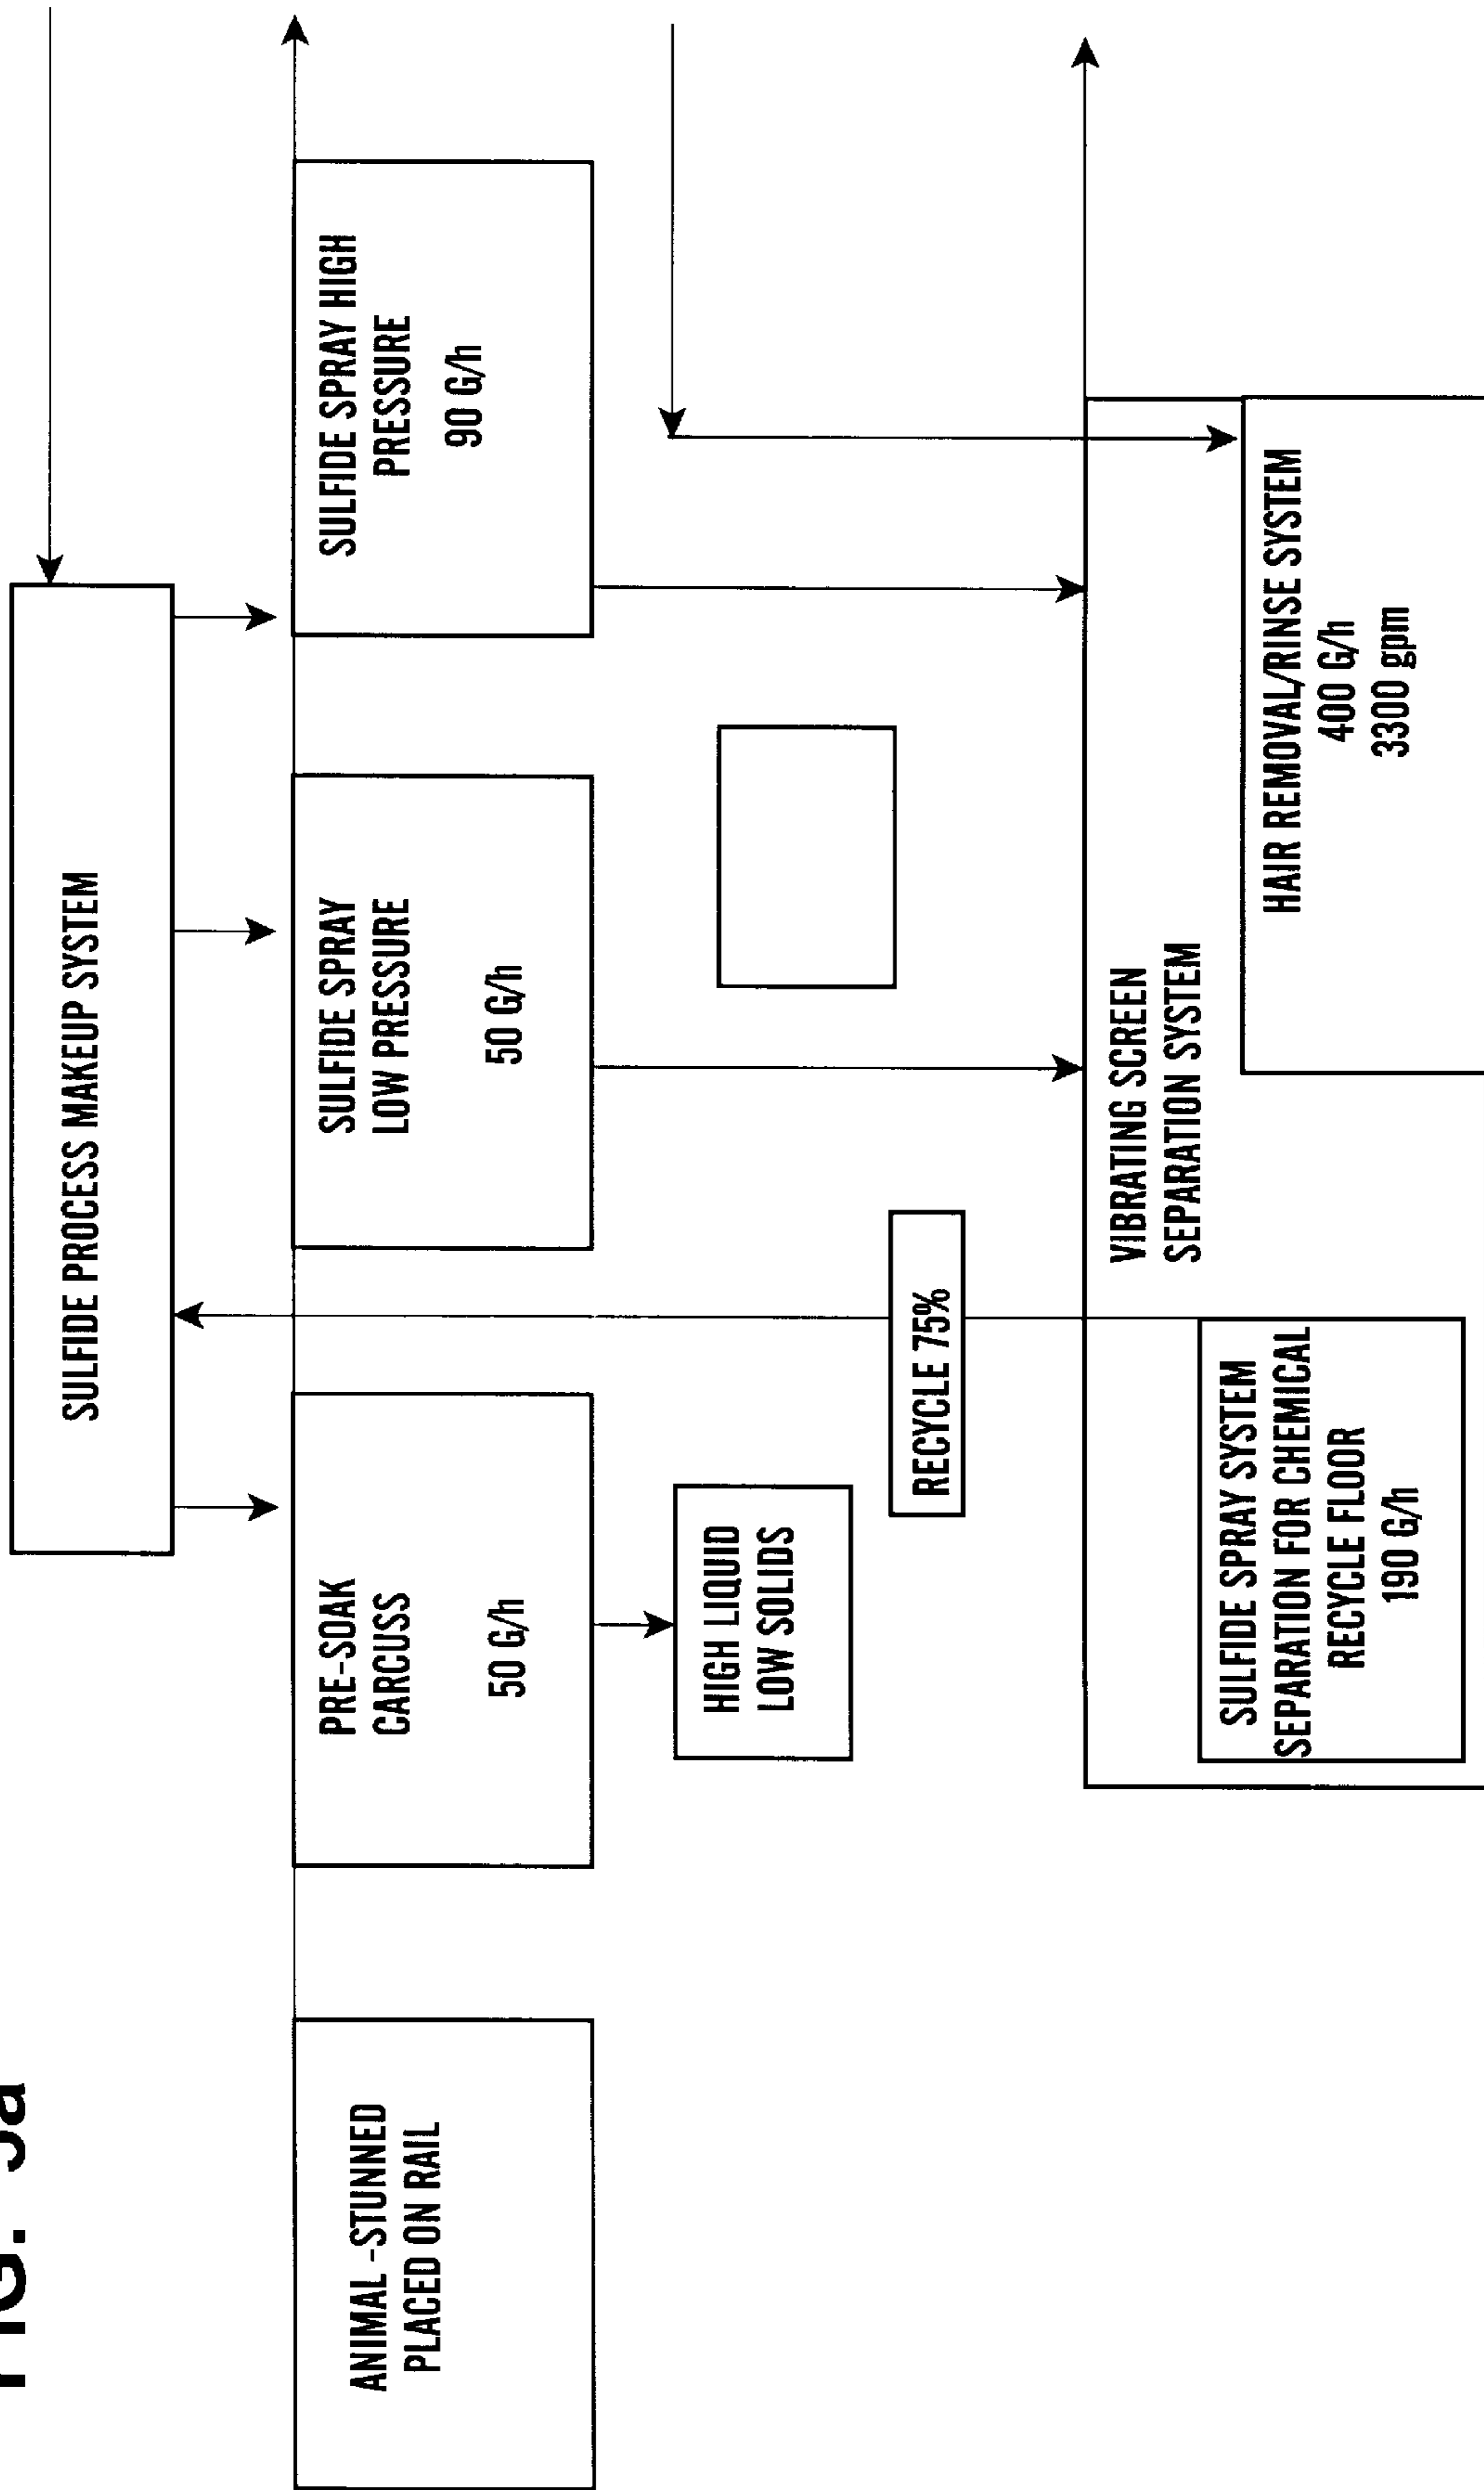 FIG. 5a
SULFIDE PROCESS MAKEUP SYSTEM
ANIMAL -STUNNED
PLACED ON RAIL
PRE-SOAK
CARCUSS
50 G/h
SULFIDE SPRAY
LOW PRESSURE
50 G/h
SULFIDE SPRAY HIGH
PRESSURE
90 G/h
HIGH LIQUID
LOW SOLIDS
RECYCLE 75%
VIBRATING SCREEN
SEPARATION SYSTEM
SULFIDE SPRAY SYSTEM
SEPARATION FOR CHEMICAL
RECYCLE FLOOR
190 G/h
HAIR REMOVAL/RINSE SYSTEM
400 G/h
3300 gpm